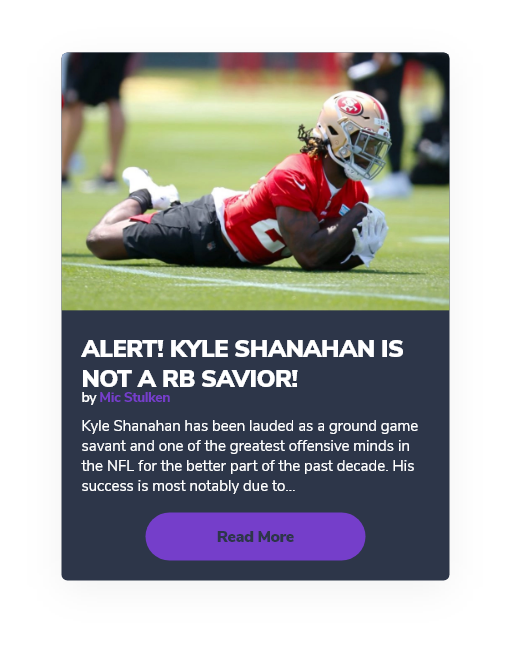 ALERT! KYLE SHANAHAN IS
NOT A RB SAVIOR!
by Mic Stulken
Kyle Shanahan has been lauded as a ground game
savant and one of the greatest offensive minds in
the NFL for the better part of the past decade. His
success is most notably due to...
Read More